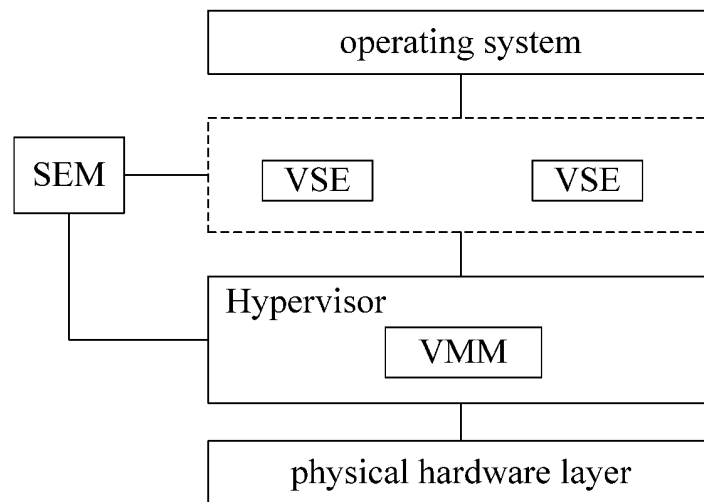 operating system
SEM
VSE
VSE
Hypervisor
VMM
physical hardware layer